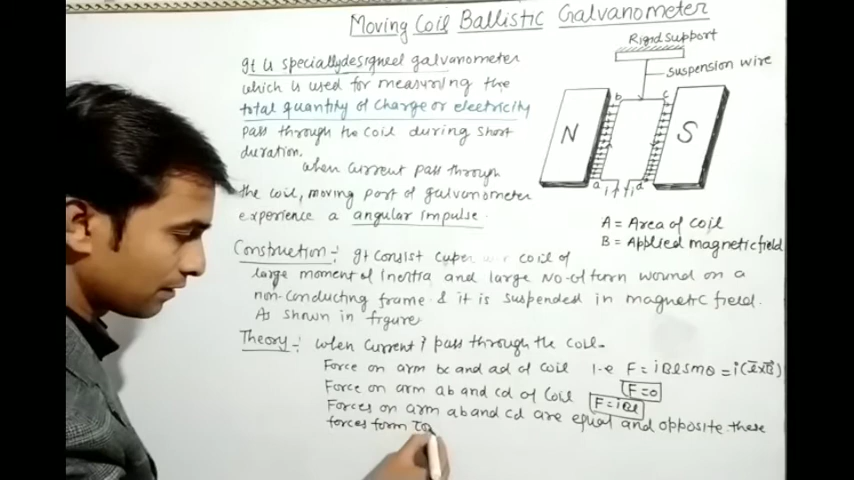 Moving Coil Ballistic Galvanometer
It is specially designed galvanometer
which is used for measuring the
total quantity of charge or electricity
pass through the coil during short
duration.
when current pass through
the coil, moving part of galvanometer
experience a angular impulse.
Rigid support
suspension wire
b c
N S
a d
i i
A = Area of coil
B = Applied magnetic field
Construction:- It consist coil of
large moment of Inertia and large No. of turn wound on a
non-conducting frame & it is suspended in magnetic field.
As shown in figure
Theory:- when current i pass through the coil.
Force on arm bc and ad of coil i.e F = iBlsinθ = i(l×B)
F=0
Force on arm ab and cd of coil F=iBl
Forces on arm ab and cd are equal and opposite these
forces form